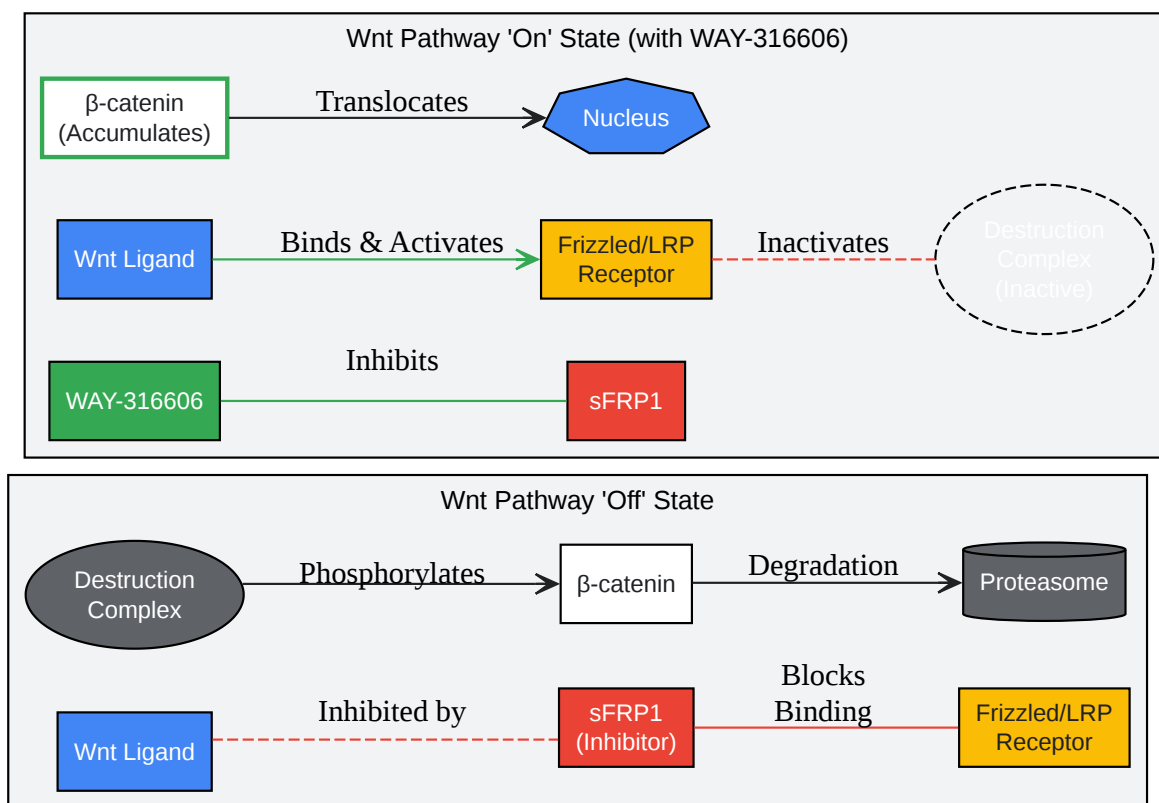 Wnt Pathway 'On' State (with WAY-316606)
β-catenin
(Accumulates)
Translocates
Nucleus
Wnt Ligand
Binds & Activates
Frizzled/LRP
Receptor
Inactivates
Destruction
Complex
(Inactive)
WAY-316606
Inhibits
sFRP1
Wnt Pathway 'Off' State
Destruction
Complex
Phosphorylates
β-catenin
Degradation
Proteasome
Wnt Ligand
Inhibited by
sFRP1
(Inhibitor)
Blocks
Binding
Frizzled/LRP
Receptor